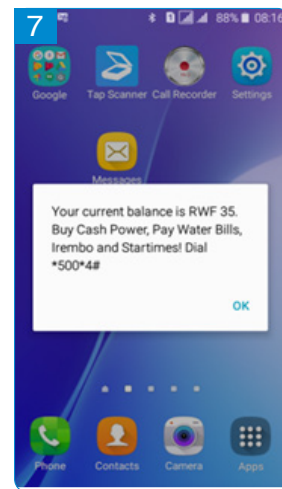 7
88% 08:16
Google Tap Scanner Call Recorder Settings
Messages
Your current balance is RWF 35.
Buy Cash Power, Pay Water Bills,
Irembo and Startimes! Dial
*500*4#
OK
Phone Contacts Camera Apps